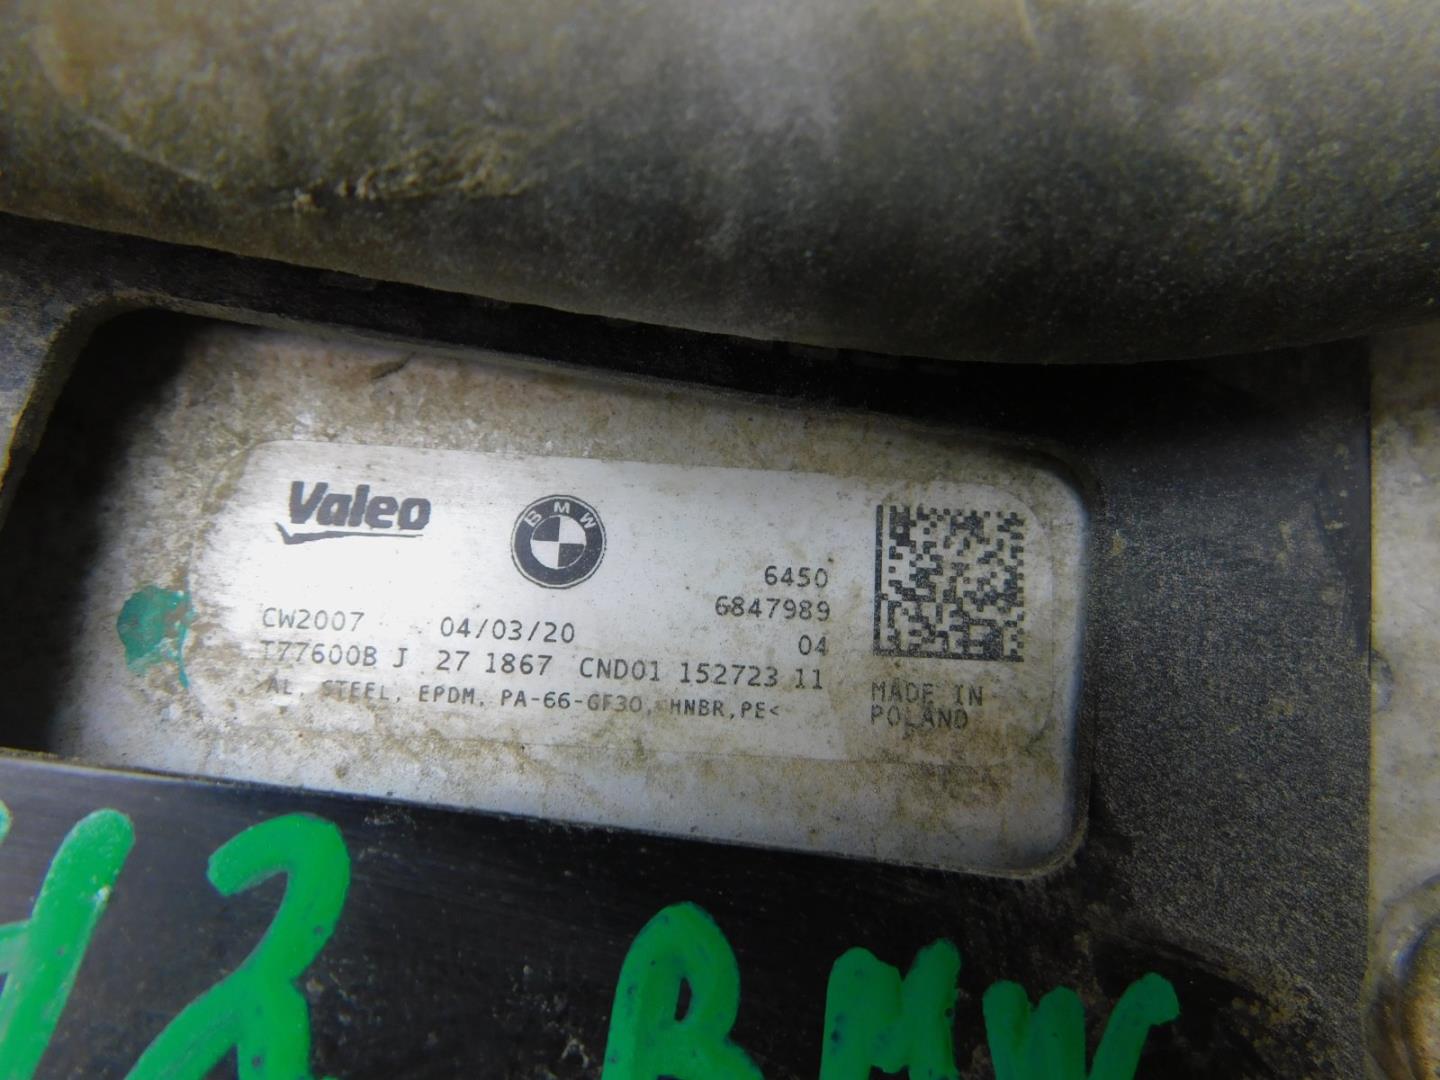 Valeo
BMW
6450
6847989
04
CW2007 04/03/20
T77600B J 27 1867 CND01 152723 11
AL, STEEL, EPDM, PA-66-GF30, HNBR,PE<
MADE IN
POLAND
BMW